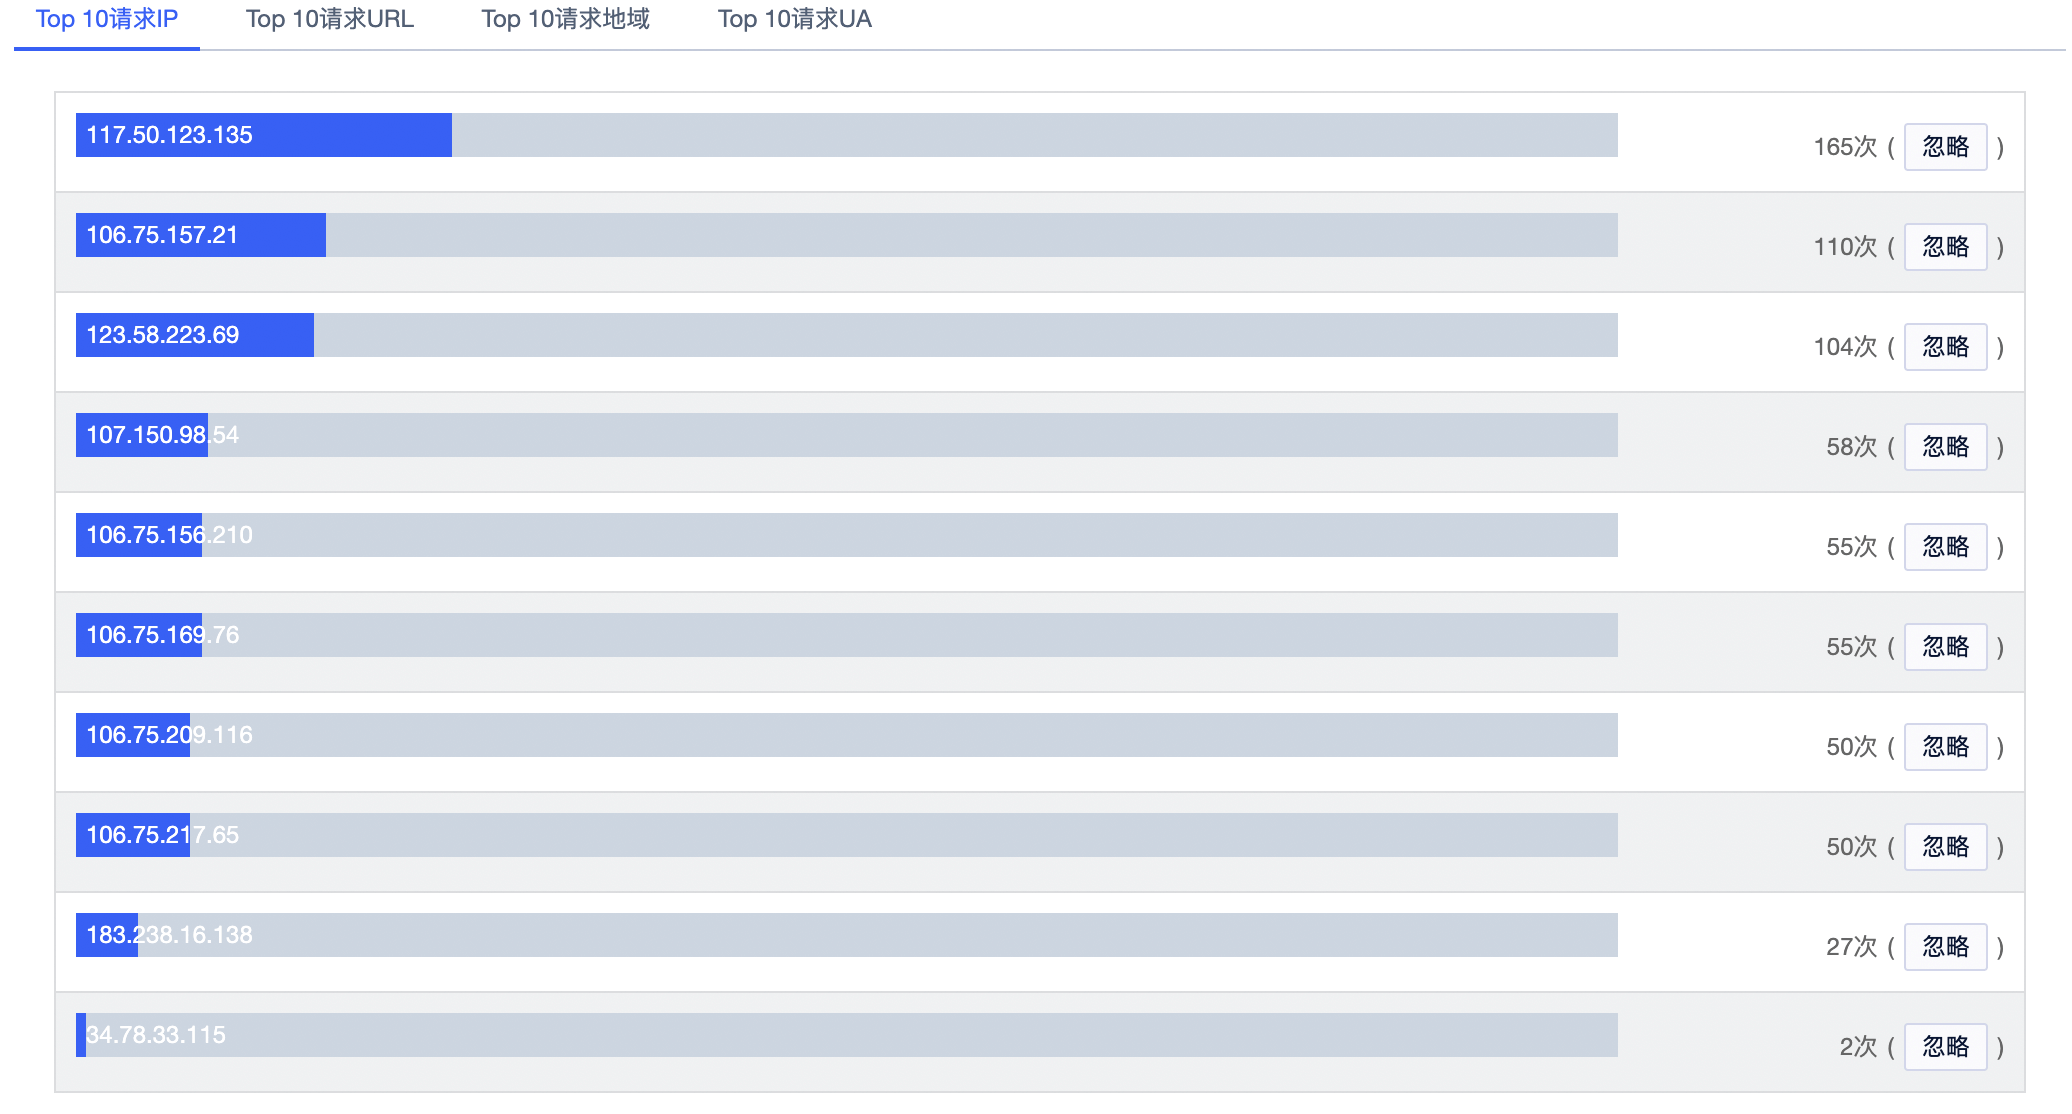 Top 10请求IP Top 10请求URL Top 10请求地域 Top 10请求UA
117.50.123.135 165次 ( 忽略 )
106.75.157.21 110次 ( 忽略 )
123.58.223.69 104次 ( 忽略 )
107.150.98.54 58次 ( 忽略 )
106.75.156.210 55次 ( 忽略 )
106.75.169.76 55次 ( 忽略 )
106.75.209.116 50次 ( 忽略 )
106.75.217.65 50次 ( 忽略 )
183.238.16.138 27次 ( 忽略 )
34.78.33.115 2次 ( 忽略 )